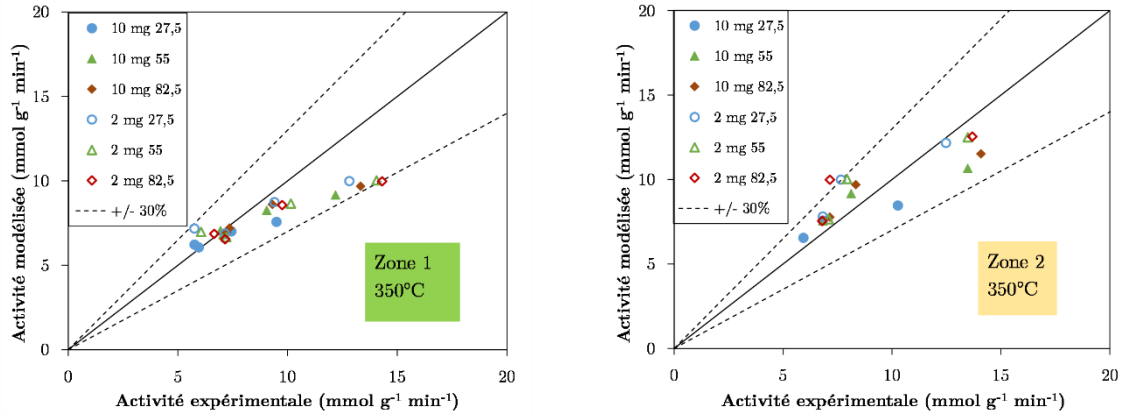 Activité modélisée (mmol g⁻¹ min⁻¹)
20
15
10
5
0
10 mg 27,5
10 mg 55
10 mg 82,5
2 mg 27,5
2 mg 55
2 mg 82,5
+/- 30%
Zone 1
350°C
0 5 10 15 20
Activité expérimentale (mmol g⁻¹ min⁻¹)
Activité modélisée (mmol g⁻¹ min⁻¹)
20
15
10
5
0
10 mg 27,5
10 mg 55
10 mg 82,5
2 mg 27,5
2 mg 55
2 mg 82,5
+/- 30%
Zone 2
350°C
0 5 10 15 20
Activité expérimentale (mmol g⁻¹ min⁻¹)